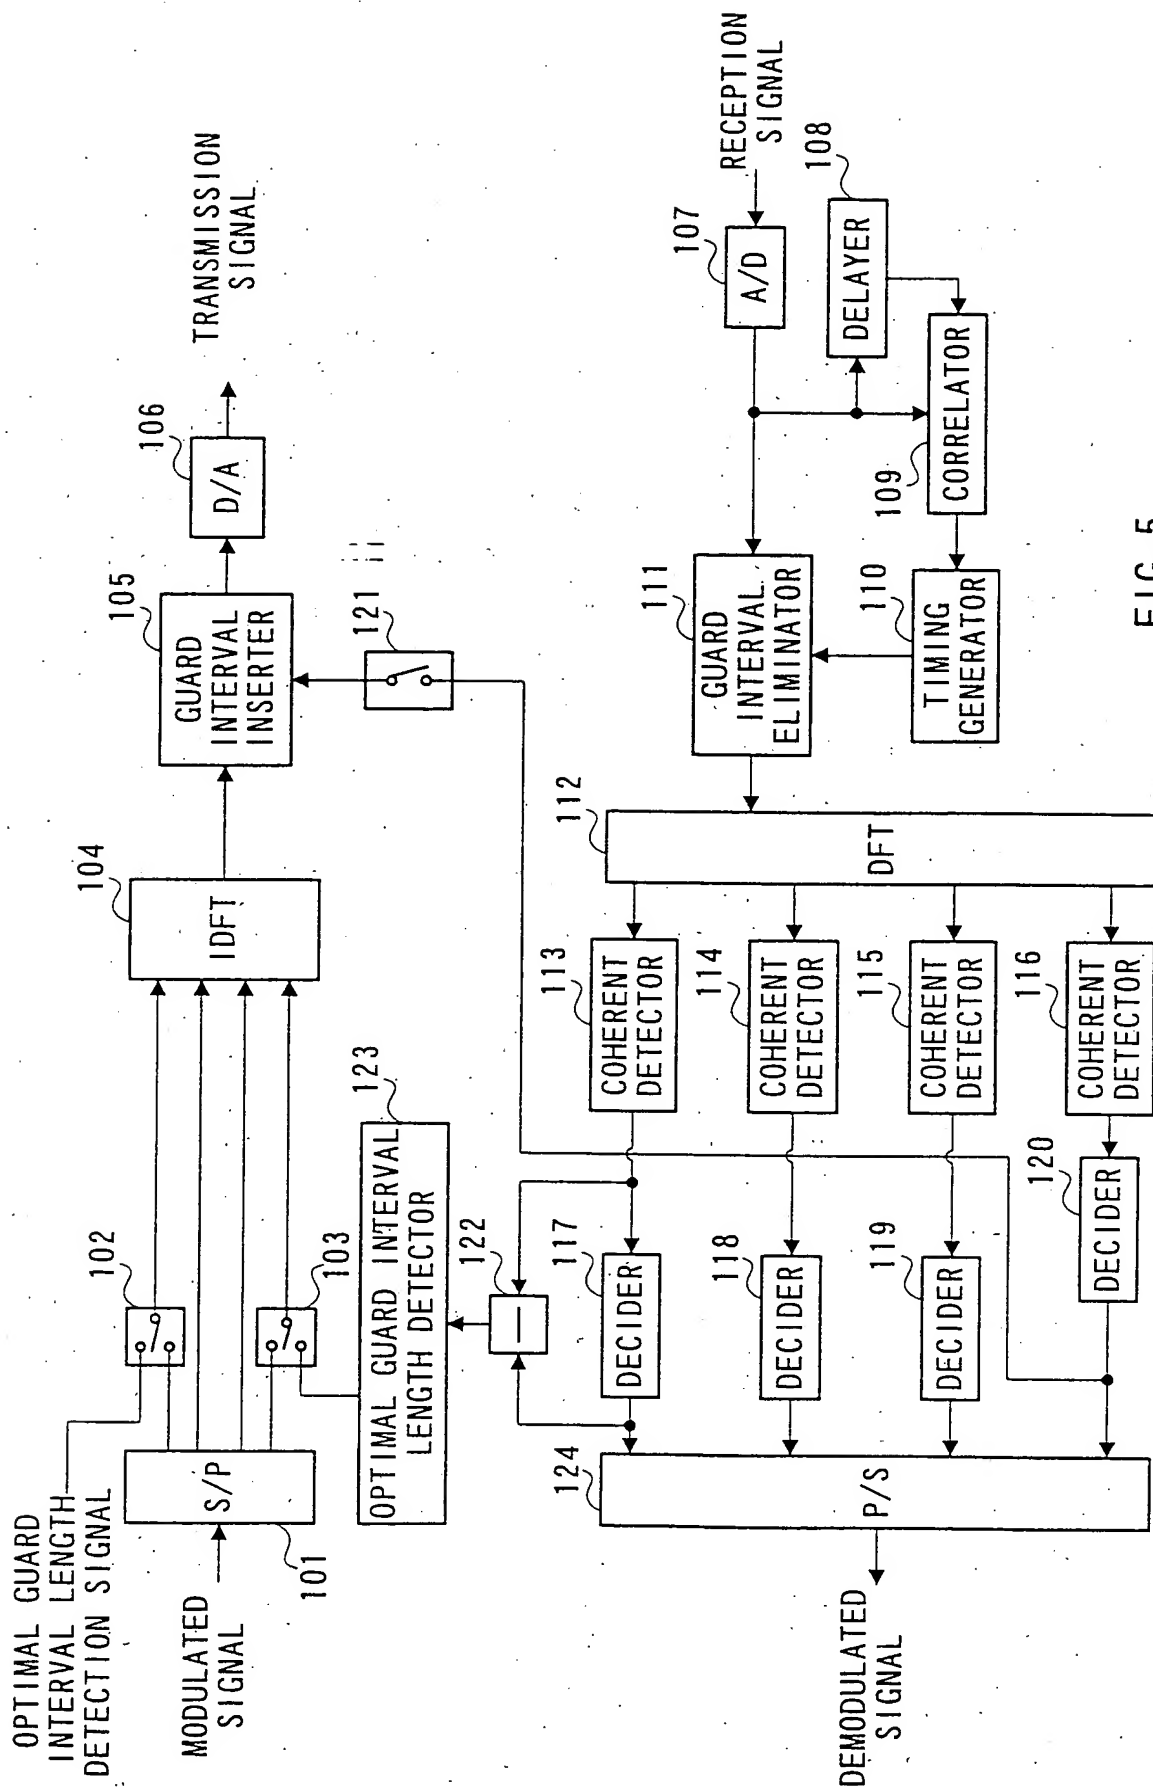 OPTIMAL GUARD
INTERVAL LENGTH
DETECTION SIGNAL
MODULATED
SIGNAL
S/P
101
102
103
104
IDFT
105
GUARD
INTERVAL
INSERTER
106
D/A
TRANSMISSION
SIGNAL
121
123
OPTIMAL GUARD INTERVAL
LENGTH DETECTOR
122
107
A/D
RECEPTION
SIGNAL
108
DELAYER
109
CORRELATOR
110
TIMING
GENERATOR
111
GUARD
INTERVAL
ELIMINATOR
112
DFT
113
COHERENT
DETECTOR
114
COHERENT
DETECTOR
115
COHERENT
DETECTOR
116
COHERENT
DETECTOR
117
DECIDER
118
DECIDER
119
DECIDER
120
DECIDER
124
P/S
DEMODULATED
SIGNAL
FIG. 5